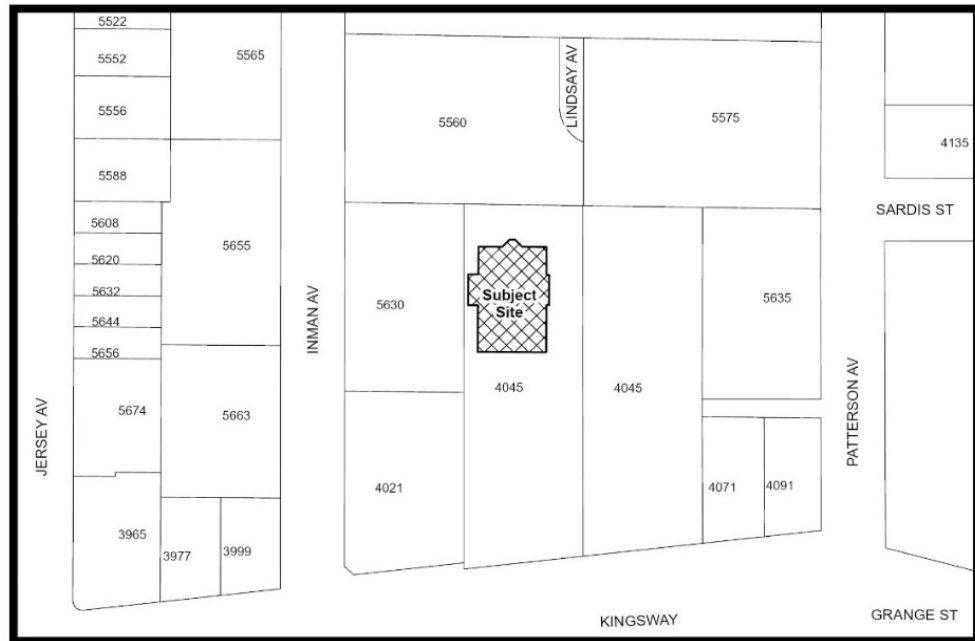 5522
5565
5552
5556
5560
LINDSAY AV
5575
4135
5588
SARDIS ST
5608
5655
5620
INMAN AV
5630
Subject
Site
5635
5632
5644
5656
JERSEY AV
5674
5663
4045
4045
PATTERSON AV
4021
4071
4091
3965
3977
3999
KINGSWAY
GRANGE ST